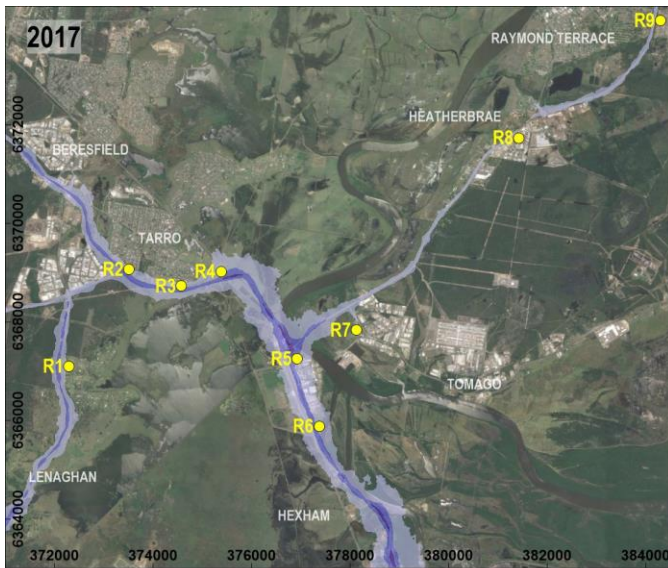 2017
R9
RAYMOND TERRACE
HEATHERBRAE
R8
BERESFIELD
TARRO
R2
R3
R4
R7
R5
R1
TOMAGO
R6
LENAGHAN
HEXHAM
6372000
6370000
6368000
6366000
6364000
372000 374000 376000 378000 380000 382000 384000